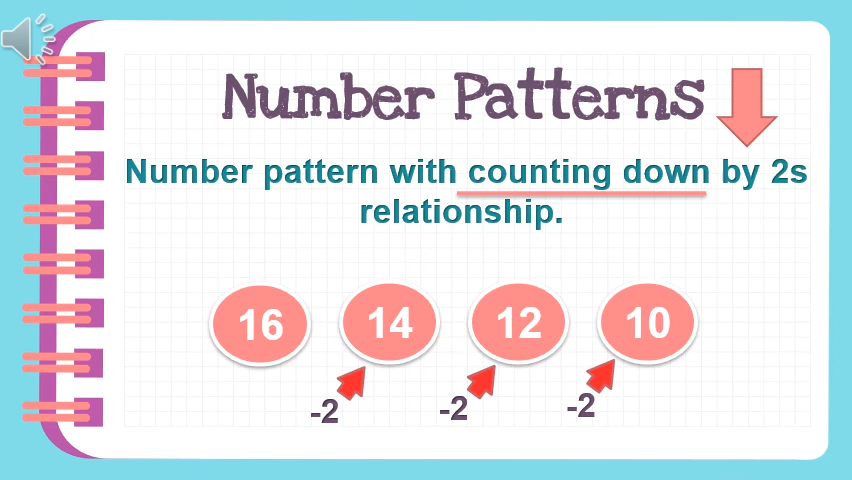 Number Patterns
Number pattern with counting down by 2s
relationship.
16 14 12 10
-2 -2 -2